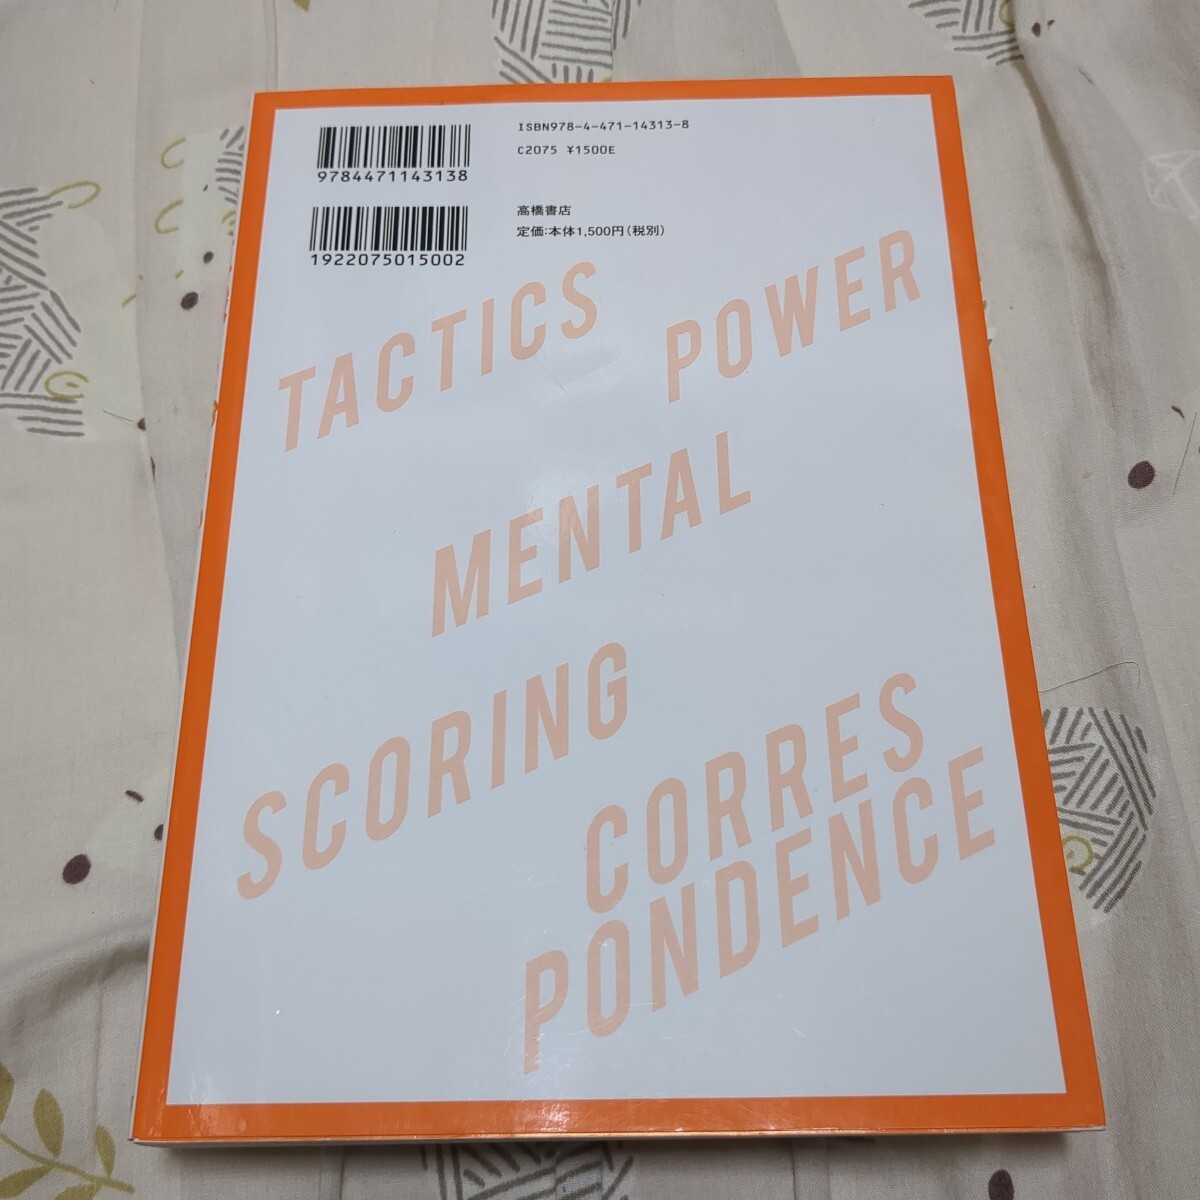 9784471143138
ISBN978-4-471-14313-8
C2075 ¥1500E
1922075015002
高橋書店
定価:本体1,500円(税別)
TACTICS
POWER
MENTAL
SCORING
CORRES
PONDENCE